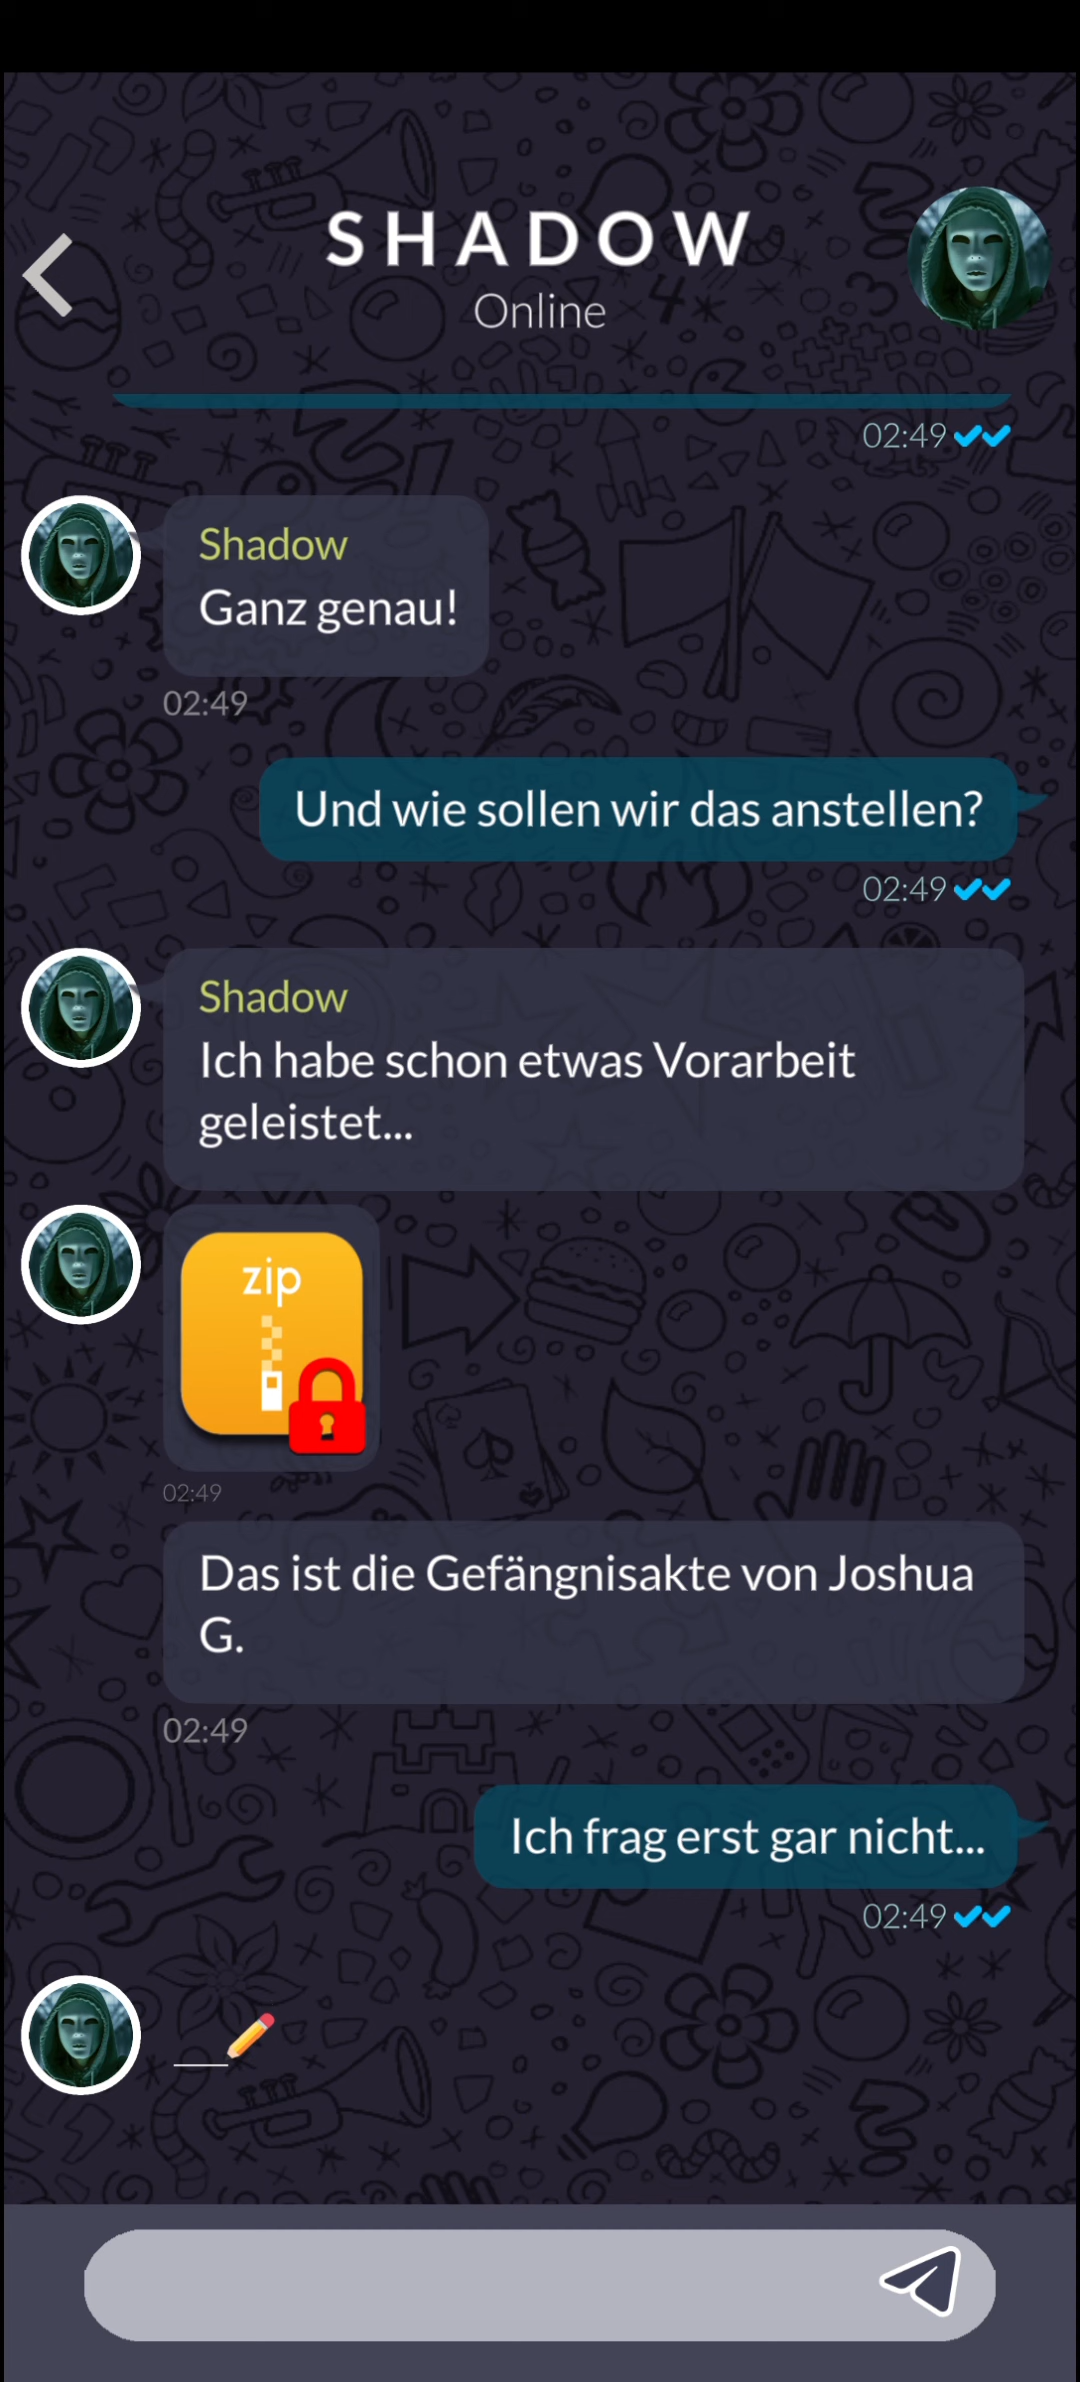 SHADOW
Online
02:49
Shadow
Ganz genau!
02:49
Und wie sollen wir das anstellen?
02:49
Shadow
Ich habe schon etwas Vorarbeit
geleistet...
zip
02:49
Das ist die Gefängnisakte von Joshua
G.
02:49
Ich frag erst gar nicht...
02:49